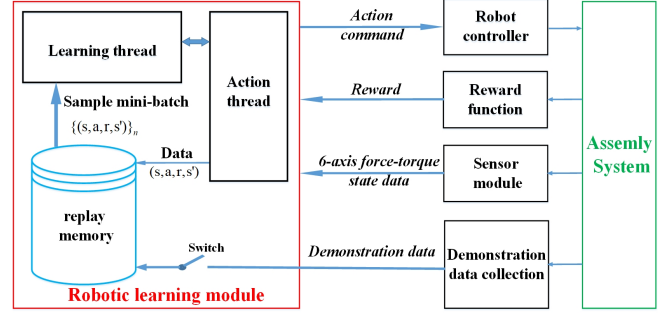 Learning thread
Action
thread
Sample mini-batch
{(s,a,r,s')}n
Data
(s,a,r,s')
replay
memory
Switch
Robotic learning module
Action
command
Reward
6-axis force-torque
state data
Demonstration data
Robot
controller
Reward
function
Sensor
module
Demonstration
data collection
Assemly
System